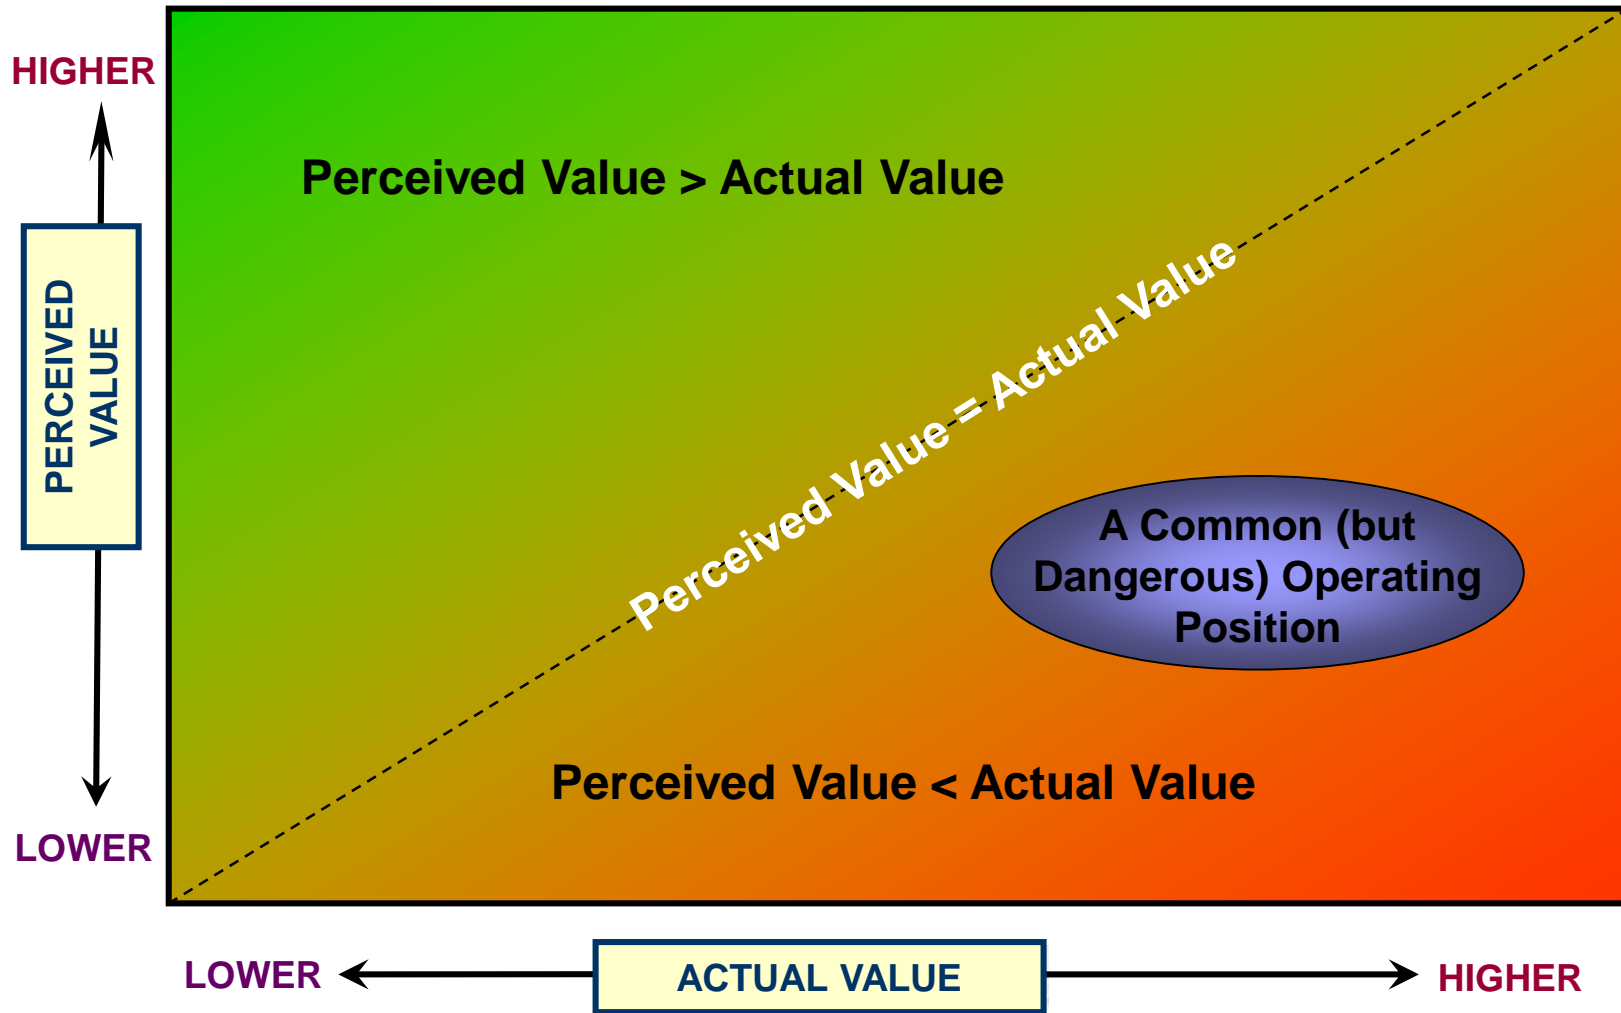 HIGHER
PERCEIVED
VALUE
LOWER
Perceived Value > Actual Value
Perceived Value = Actual Value
A Common (but
Dangerous) Operating
Position
Perceived Value < Actual Value
LOWER
ACTUAL VALUE
HIGHER